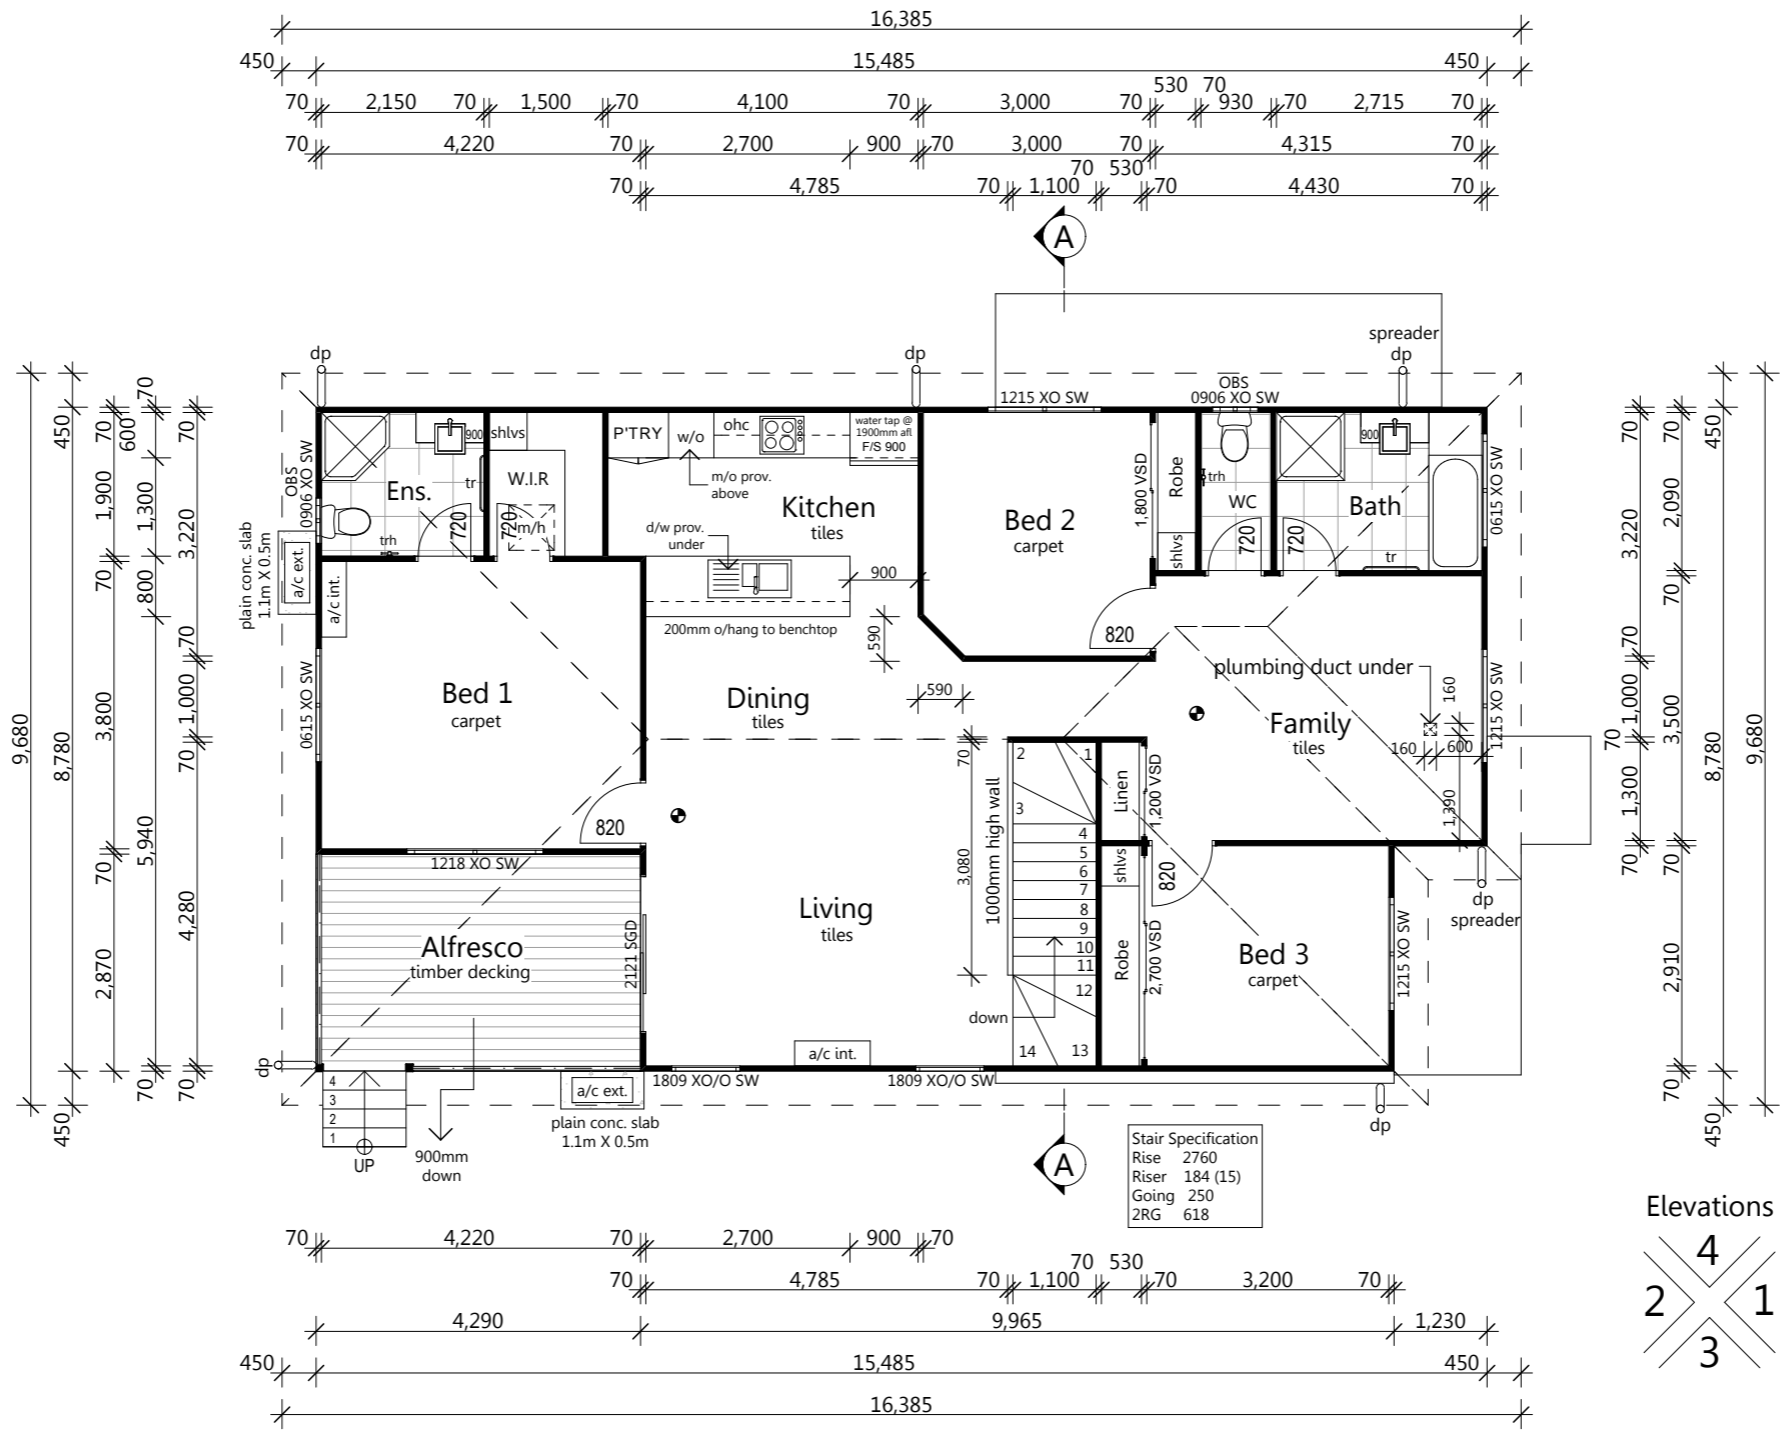 16,385
450 15,485 450
530 70
70 2,150 70 1,500 70 4,100 70 3,000 70 930 70 2,715 70
70 4,220 70 2,700 900 70 3,000 70 4,315 70
70 530
70 4,785 70 1,100 70 4,430 70
A
spreader
dp dp dp
OBS
1215 XO SW 0906 XO SW
9,680
8,780
450
450
70
600
1,900
70
3,800
70
2,870
70
1,300
800
5,940
70
70
3,220
70
1,000
70
4,280
70
OBS
0906 XO SW
plain conc. slab
1.1m X 0.5m
a/c ext.
a/c int.
0615 XO SW
900
Ens.
tr
trh
720
shlvs
W.I.R
720
m/h
P'TRY
w/o
ohc
water tap @
1900mm afl
F/S 900
m/o prov.
above
Kitchen
tiles
d/w prov.
under
900
200mm o/hang to benchtop
590
590
Bed 2
carpet
820
1,800 VSD
Robe
shlvs
trh
WC
720
720
900
Bath
tr
0615 XO SW
Bed 1
carpet
820
1218 XO SW
Dining
tiles
plumbing duct under
160
160 600
1,390
Family
tiles
1215 XO SW
70
3,080
1000mm high wall
2 1
3
4
5
6
7
8
9
10
11
12
14 13
down
Linen
1,200 VSD
shlvs
820
Robe
2,700 VSD
Living
tiles
Bed 3
carpet
1215 XO SW
dp
spreader
Alfresco
timber decking
2121 SGD
a/c int.
dp
4
3
2
1
UP
900mm
down
a/c ext.
plain conc. slab
1.1m X 0.5m
1809 XO/O SW 1809 XO/O SW
dp
70
3,220
70
1,000
70
1,300
70
70
2,090
70
3,500
70
2,910
70
450
8,780
450
9,680
A
Stair Specification
Rise 2760
Riser 184 (15)
Going 250
2RG 618
Elevations
4
2 1
3
70 4,220 70 2,700 900 70
70 530
70 4,785 70 1,100 70 3,200 70
4,290 9,965 1,230
450 15,485 450
16,385